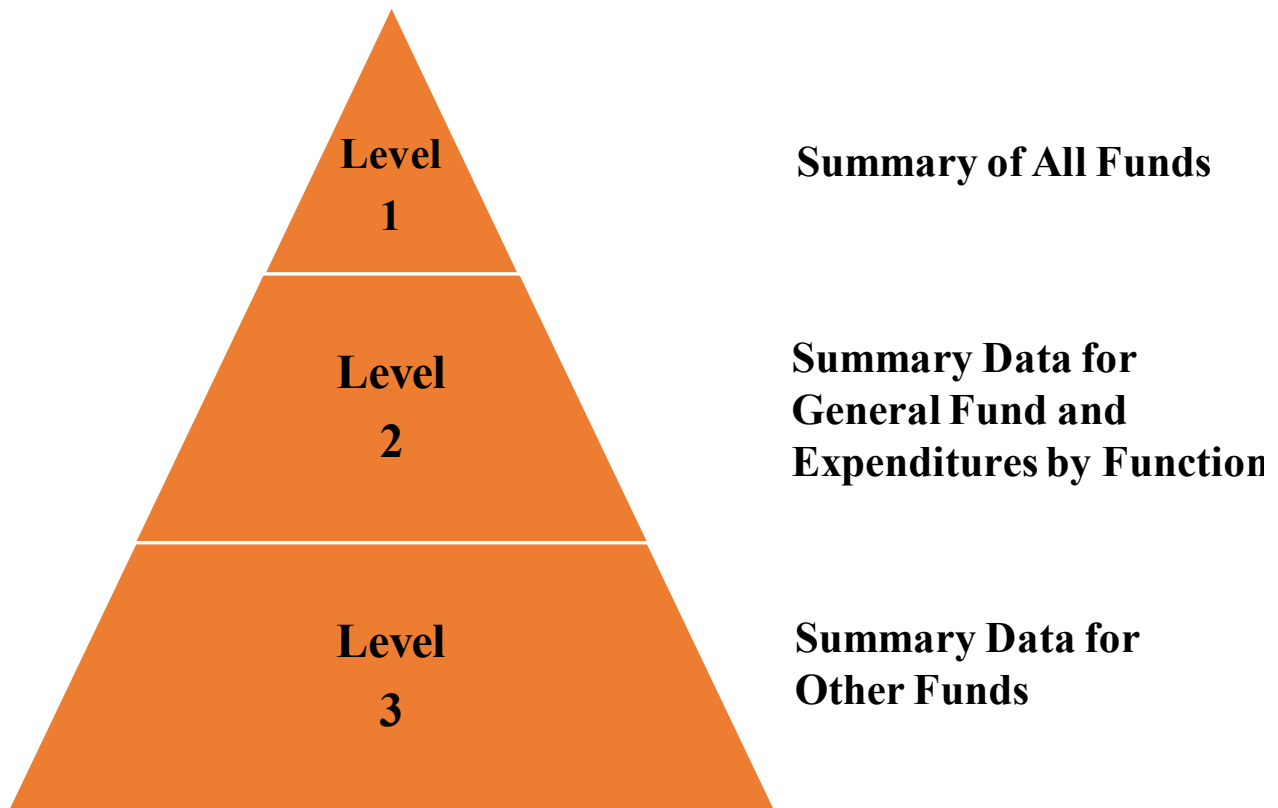 Level
1
Summary of All Funds
Level
2
Summary Data for
General Fund and
Expenditures by Function
Level
3
Summary Data for
Other Funds